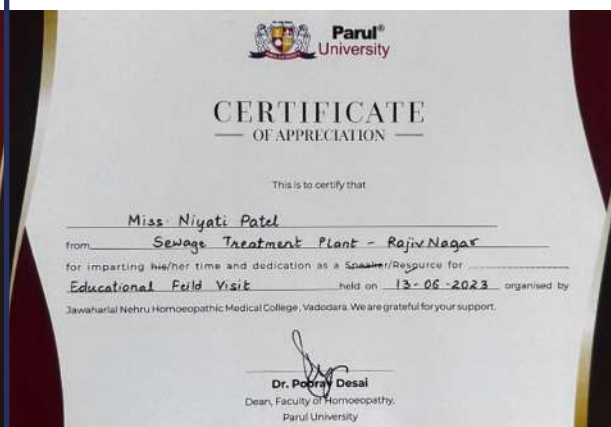 Parul®
University
CERTIFICATE
OF APPRECIATION
This is to certify that
Miss. Niyati Patel
from Sewage Treatment Plant - Rajiv Nagar
for imparting his/her time and dedication as a Speaker/Resource for
Educational Feild Visit held on 13-06-2023 organised by
Jawaharlal Nehru Homoeopathic Medical College, Vadodara. We are grateful for your support.
Dr. Poorav Desai
Dean, Faculty of Homoeopathy,
Parul University